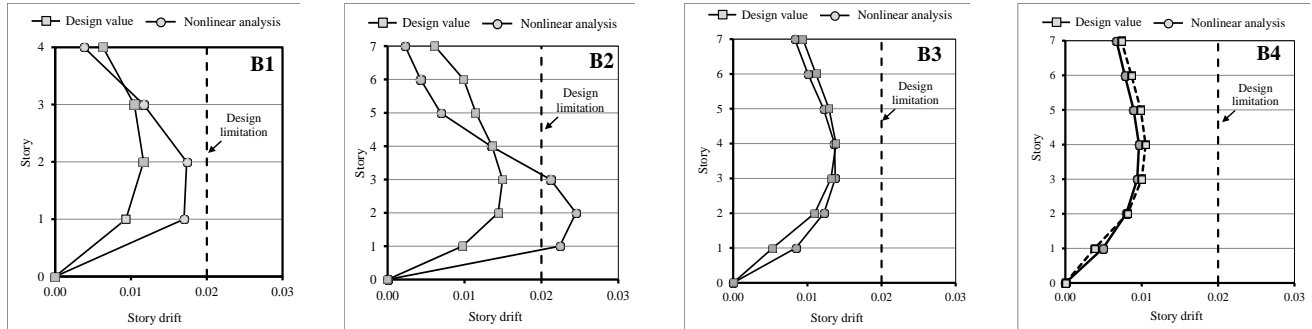 Design value Nonlinear analysis
B1
4
3
2
1
0
Story
Design
limitation
0.00 0.01 0.02 0.03
Story drift
Design value Nonlinear analysis
B2
7
6
5
4
3
2
1
0
Story
Design
limitation
0.00 0.01 0.02 0.03
Story drift
Design value Nonlinear analysis
B3
7
6
5
4
3
2
1
0
Story
Design
limitation
0.00 0.01 0.02 0.03
Story drift
Design value Nonlinear analysis
B4
7
6
5
4
3
2
1
0
Story
Design
limitation
0.00 0.01 0.02 0.03
Story drift